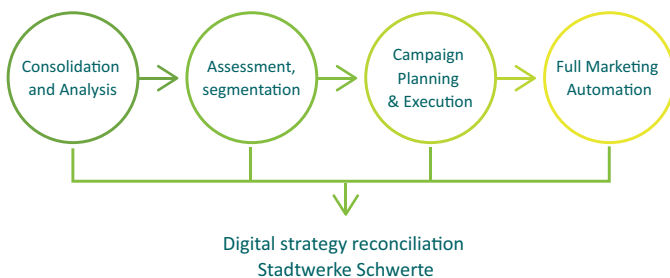 Consolidation
and Analysis
Assessment,
segmentation
Campaign
Planning
& Execution
Full Marketing
Automation
Digital strategy reconciliation
Stadtwerke Schwerte